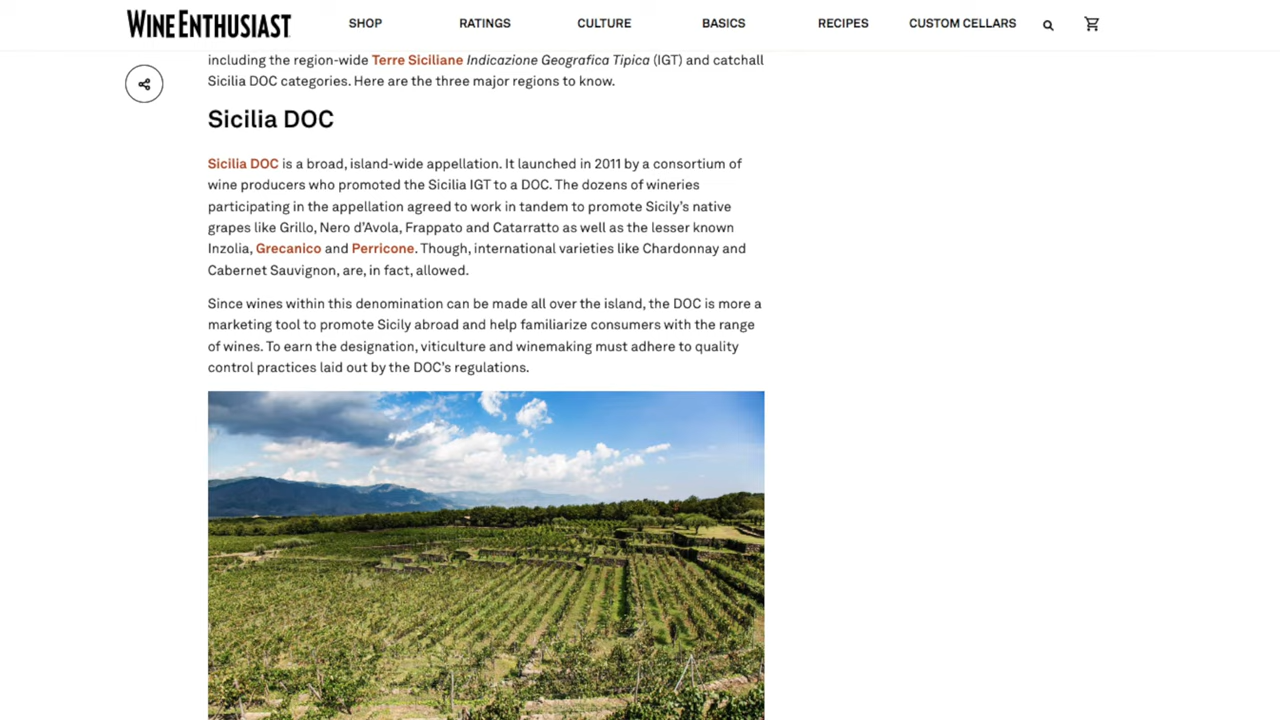 WINE ENTHUSIAST
SHOP RATINGS CULTURE BASICS RECIPES CUSTOM CELLARS
including the region-wide Terre Siciliane Indicazione Geografica Tipica (IGT) and catchall
Sicilia DOC categories. Here are the three major regions to know.
Sicilia DOC
Sicilia DOC is a broad, island-wide appellation. It launched in 2011 by a consortium of
wine producers who promoted the Sicilia IGT to a DOC. The dozens of wineries
participating in the appellation agreed to work in tandem to promote Sicily's native
grapes like Grillo, Nero d'Avola, Frappato and Catarratto as well as the lesser known
Inzolia, Grecanico and Perricone. Though, international varieties like Chardonnay and
Cabernet Sauvignon, are, in fact, allowed.
Since wines within this denomination can be made all over the island, the DOC is more a
marketing tool to promote Sicily abroad and help familiarize consumers with the range
of wines. To earn the designation, viticulture and winemaking must adhere to quality
control practices laid out by the DOC's regulations.